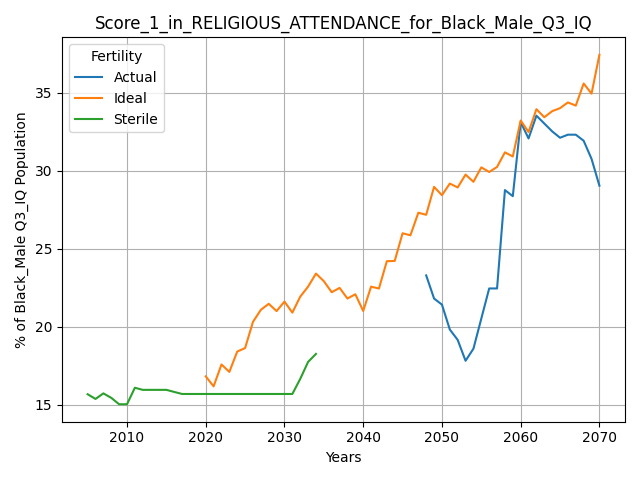 Score_1_in_RELIGIOUS_ATTENDANCE_for_Black_Male_Q3_IQ
Fertility
Actual
Ideal
Sterile
% of Black_Male Q3_IQ Population
35
30
25
20
15
2010 2020 2030 2040 2050 2060 2070
Years